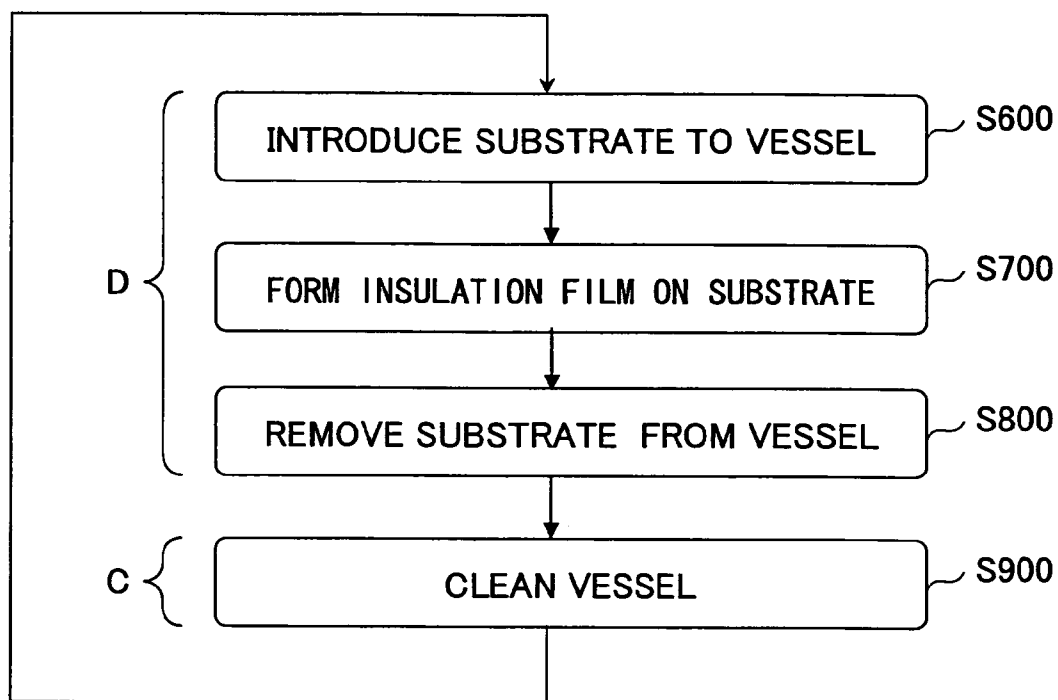 INTRODUCE SUBSTRATE TO VESSEL
S600
D
FORM INSULATION FILM ON SUBSTRATE
S700
REMOVE SUBSTRATE FROM VESSEL
S800
C
CLEAN VESSEL
S900